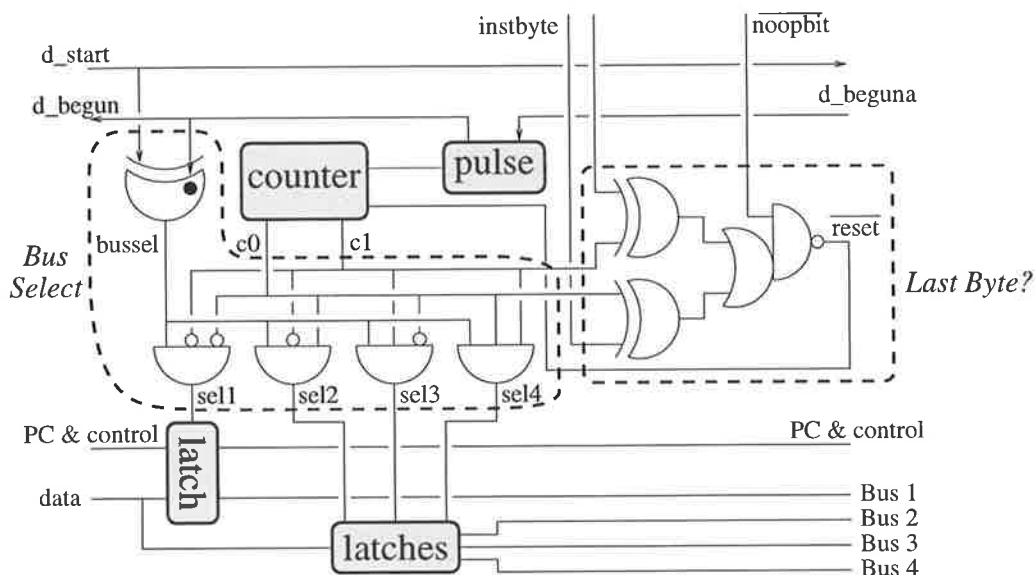 instbyte
noopbit
d_start
d_begun
d_beguna
counter
pulse
bussel
c0
c1
reset
Bus
Select
Last Byte?
sel1
sel2
sel3
sel4
PC & control
latch
PC & control
data
Bus 1
Bus 2
latches
Bus 3
Bus 4